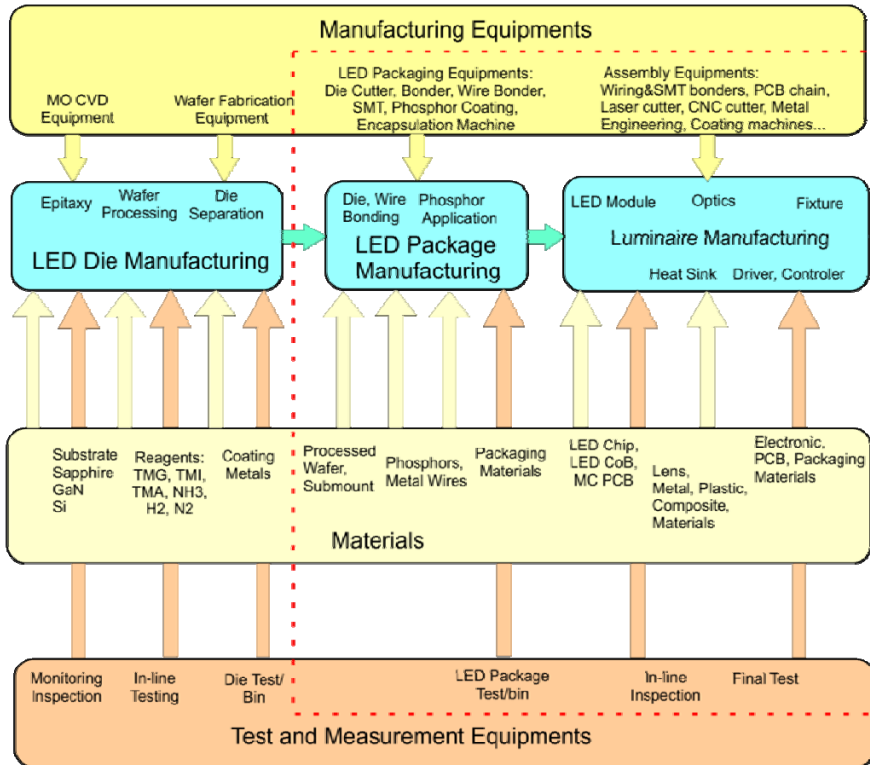 Manufacturing Equipments
MO CVD
Equipment
Wafer Fabrication
Equipment
LED Packaging Equipments:
Die Cutter, Bonder, Wire Bonder,
SMT, Phosphor Coating,
Encapsulation Machine
Assembly Equipments:
Wiring&SMT bonders, PCB chain,
Laser cutter, CNC cutter, Metal
Engineering, Coating machines...
Epitaxy
Wafer
Processing
Die
Separation
LED Die Manufacturing
Die, Wire
Bonding
Phosphor
Application
LED Package
Manufacturing
LED Module
Optics
Fixture
Luminaire Manufacturing
Heat Sink
Driver, Controler
Substrate
Sapphire
GaN
Si
Reagents:
TMG, TMI,
TMA, NH3,
H2, N2
Coating
Metals
Processed
Wafer,
Submount
Phosphors,
Metal Wires
Packaging
Materials
LED Chip,
LED CoB,
MC PCB
Lens,
Metal, Plastic,
Composite,
Materials
Electronic.
PCB, Packaging
Materials
Materials
Monitoring
Inspection
In-line
Testing
Die Test/
Bin
LED Package
Test/bin
In-line
Inspection
Final Test
Test and Measurement Equipments